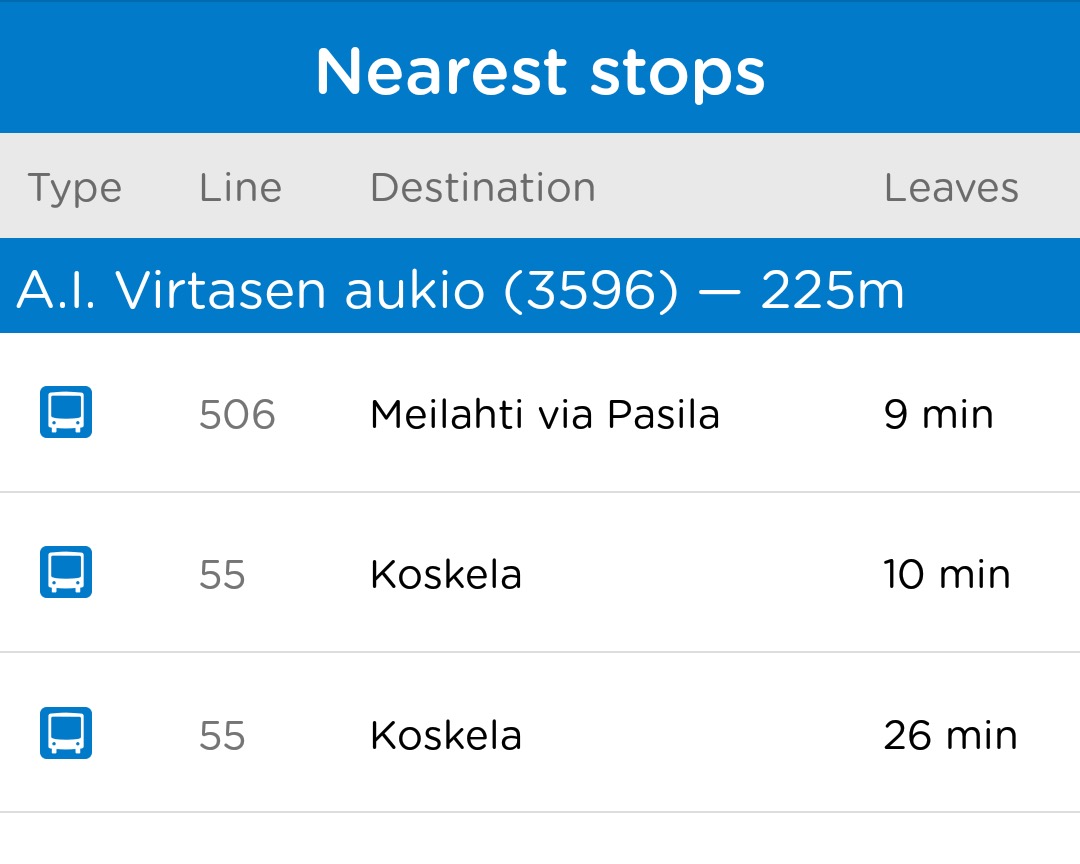 Nearest stops
Type Line Destination Leaves
A.I. Virtasen aukio (3596) — 225m
506 Meilahti via Pasila 9 min
55 Koskela 10 min
55 Koskela 26 min